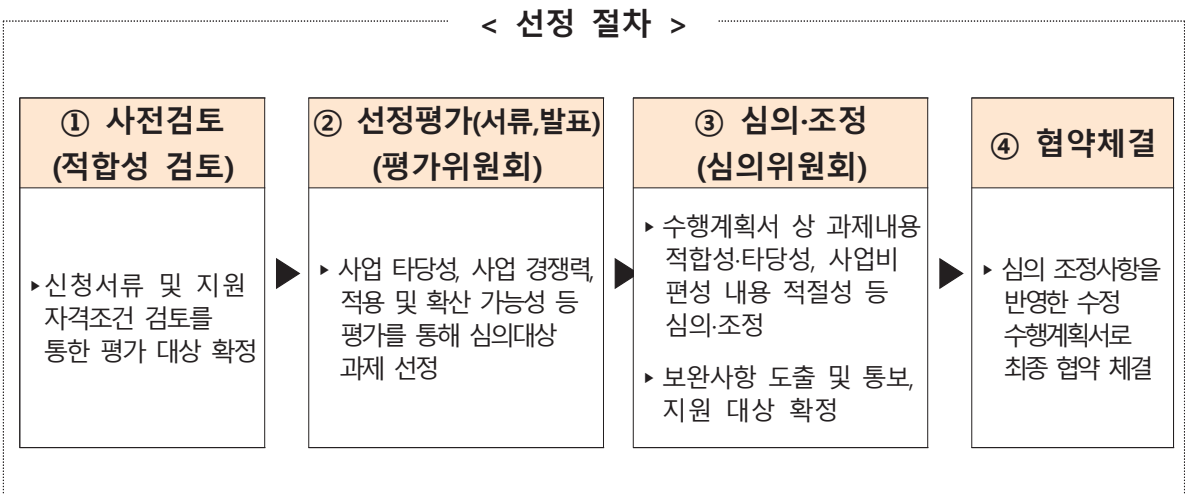 < 선정 절차 >
① 사전검토
(적합성 검토)
▸신청서류 및 지원
자격조건 검토를
통한 평가 대상 확정
② 선정평가(서류,발표)
(평가위원회)
▸ 사업 타당성, 사업 경쟁력,
적용 및 확산 가능성 등
평가를 통해 심의대상
과제 선정
③ 심의·조정
(심의위원회)
▸ 수행계획서 상 과제내용
적합성·타당성, 사업비
편성 내용 적절성 등
심의·조정
▸ 보완사항 도출 및 통보,
지원 대상 확정
④ 협약체결
▸ 심의 조정사항을
반영한 수정
수행계획서로
최종 협약 체결